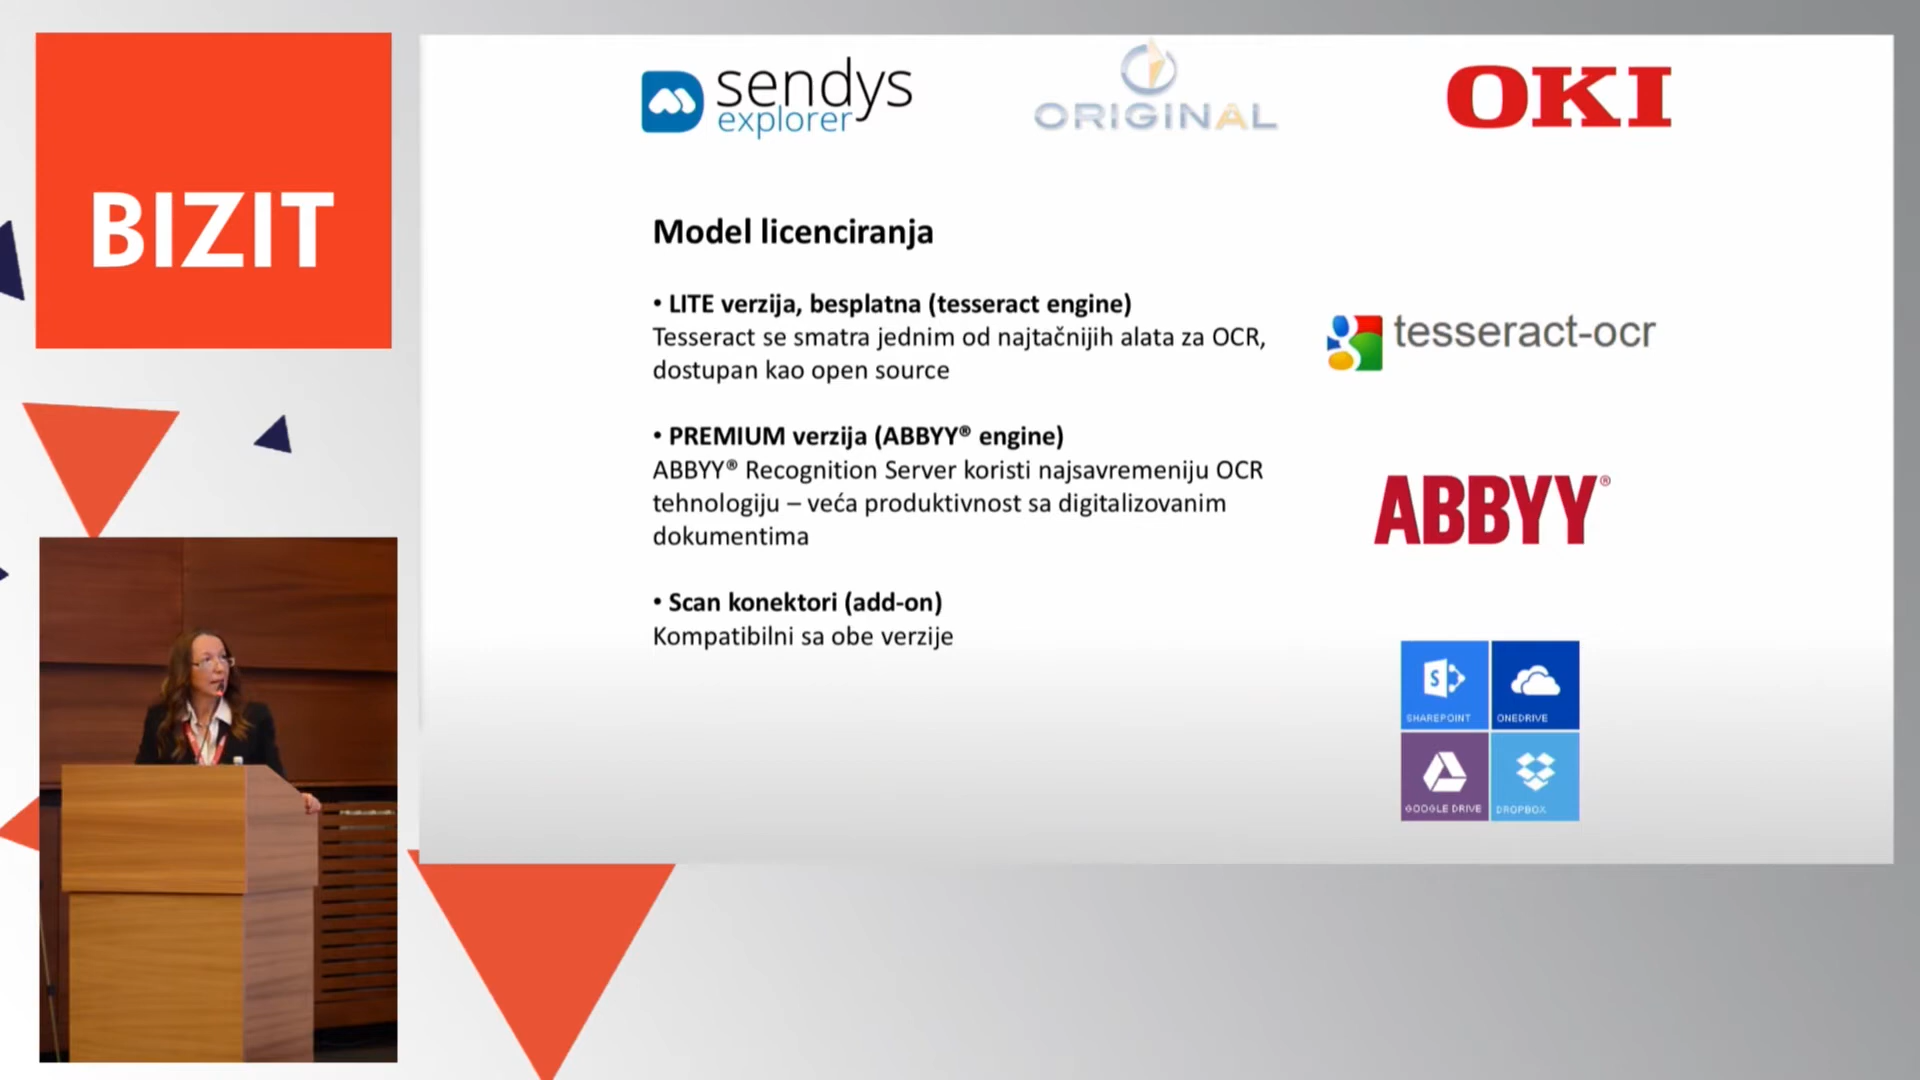 BIZIT
sendys
explorer
ORIGINAL
OKI
Model licenciranja
• LITE verzija, besplatna (tesseract engine)
Tesseract se smatra jednim od najtačnijih alata za OCR,
dostupan kao open source
tesseract-ocr
• PREMIUM verzija (ABBYY® engine)
ABBYY® Recognition Server koristi najsavremeniju OCR
tehnologiju – veća produktivnost sa digitalizovanim
dokumentima
ABBYY®
• Scan konektori (add-on)
Kompatibilni sa obe verzije
SHAREPOINT
ONEDRIVE
GOOGLE DRIVE
DROPBOX